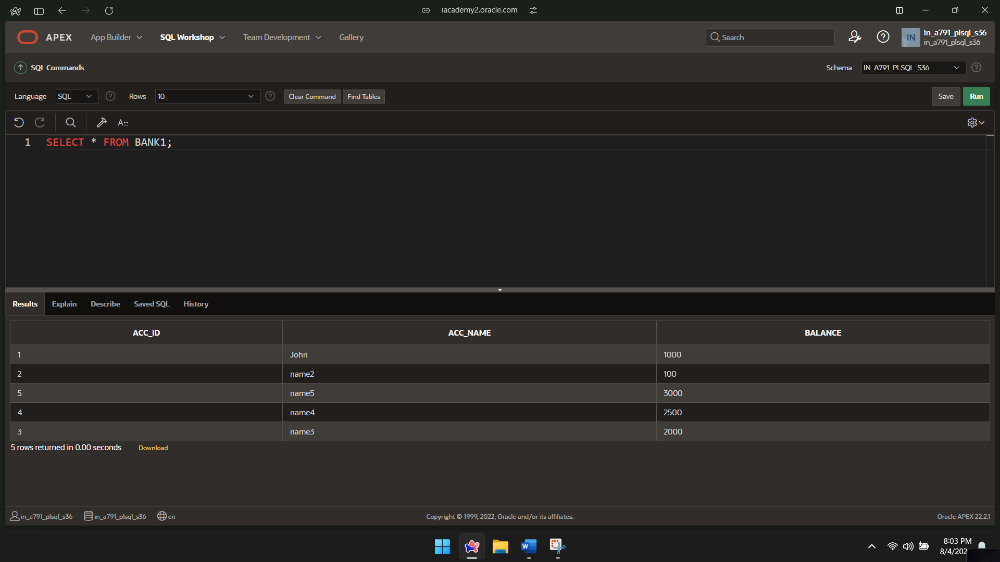 iacademy2.oracle.com
APEX App Builder SQL Workshop Team Development Gallery Search IN in_a791_plsql_s36
in_a791_plsql_s36
SQL Commands Schema IN_A791_PLSQL_S36
Language SQL Rows 10 Clear Command Find Tables Save Run
1 SELECT * FROM BANK1;
Results Explain Describe Saved SQL History
ACC_ID ACC_NAME BALANCE
1 John 1000
2 name2 100
5 name5 3000
4 name4 2500
3 name3 2000
5 rows returned in 0.00 seconds Download
in_a791_plsql_s36 in_a791_plsql_s36 en Copyright © 1999, 2022, Oracle and/or its affiliates. Oracle APEX 22.2.1
8:03 PM
8/4/202